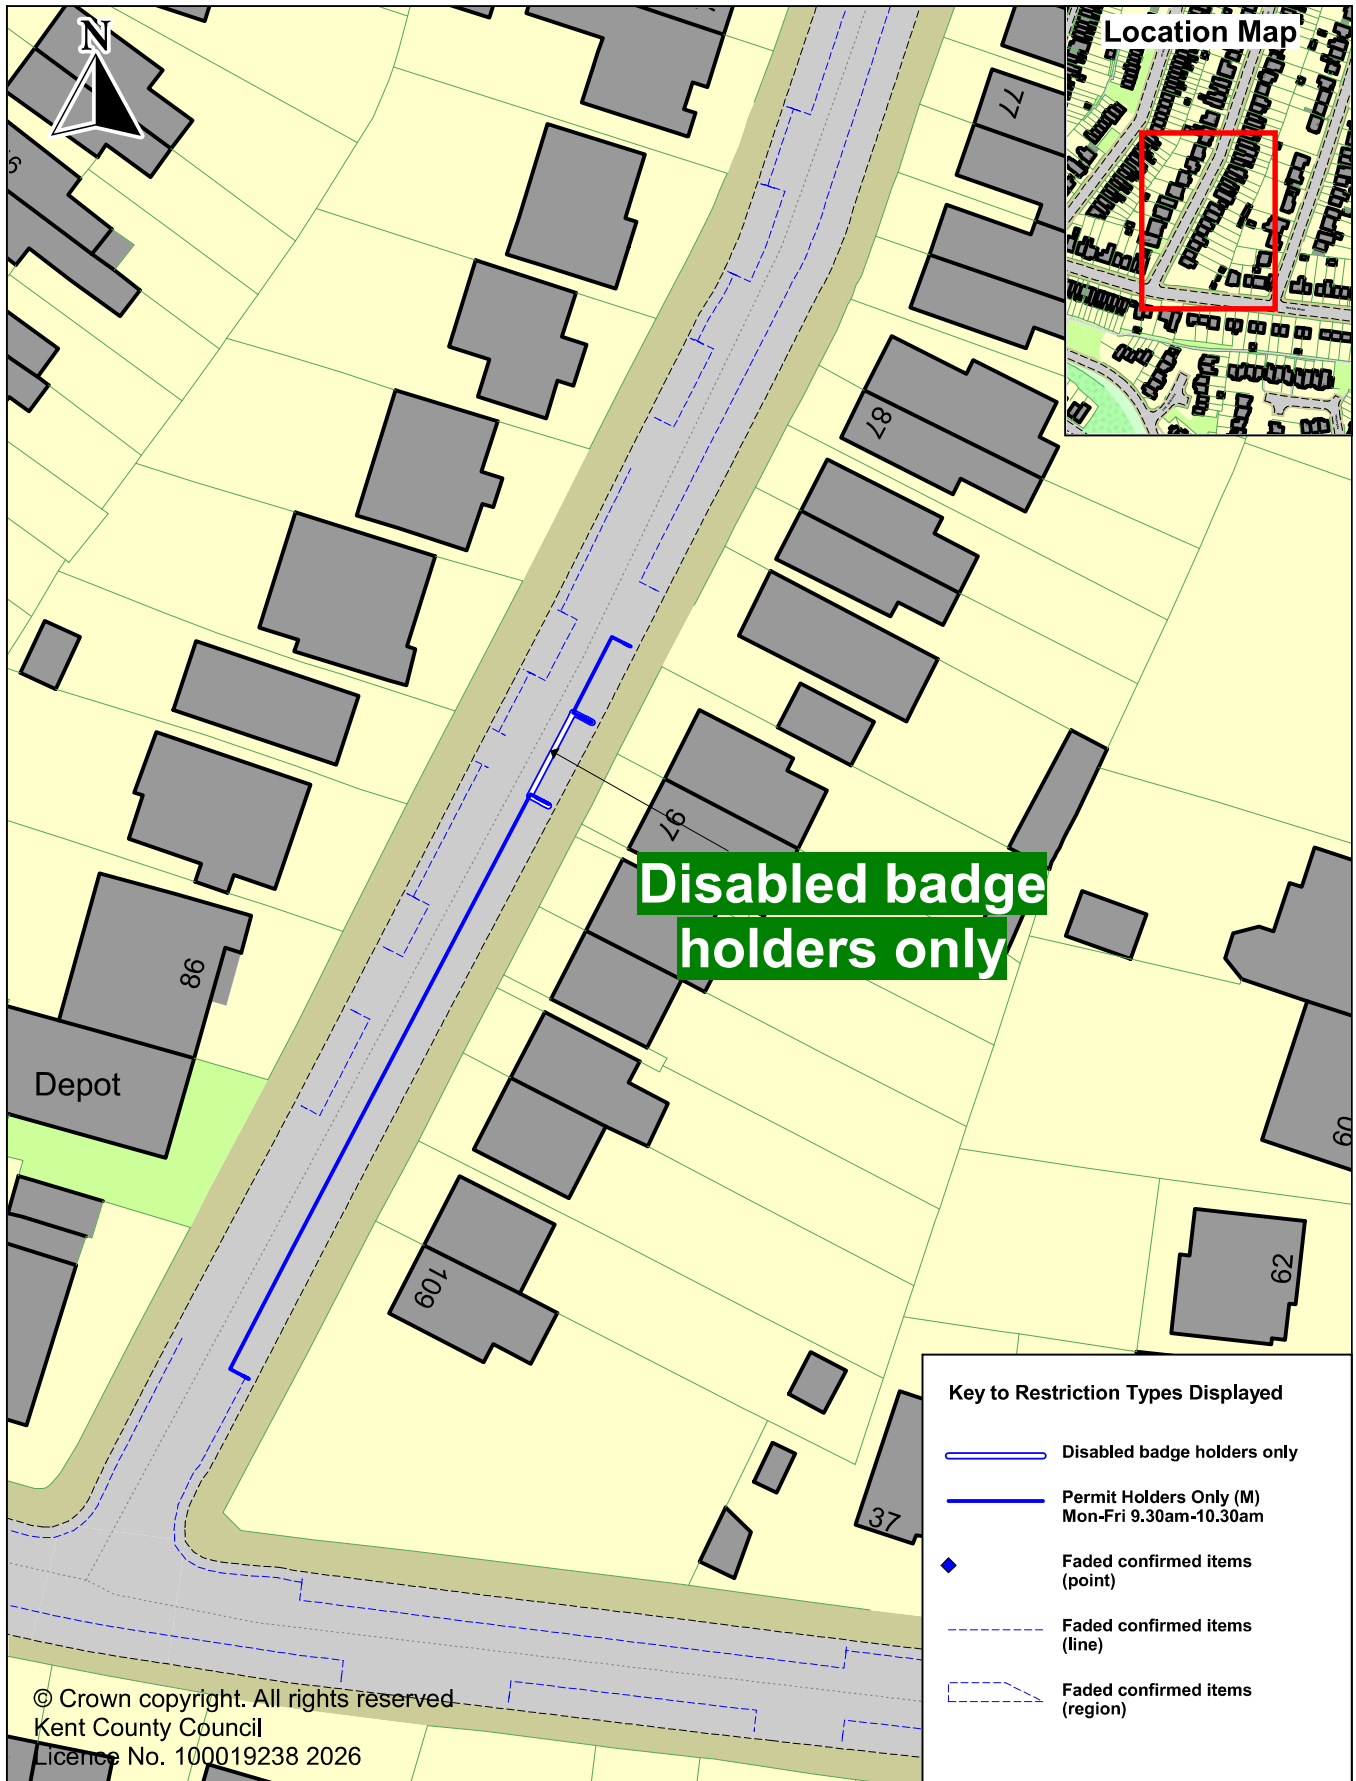 N
Location Map
77
87
97
Disabled badge
holders only
86
Depot
109
60
62
37
Key to Restriction Types Displayed
Disabled badge holders only
Permit Holders Only (M)
Mon-Fri 9.30am-10.30am
Faded confirmed items
(point)
Faded confirmed items
(line)
Faded confirmed items
(region)
© Crown copyright. All rights reserved
Kent County Council
Licence No. 100019238 2026